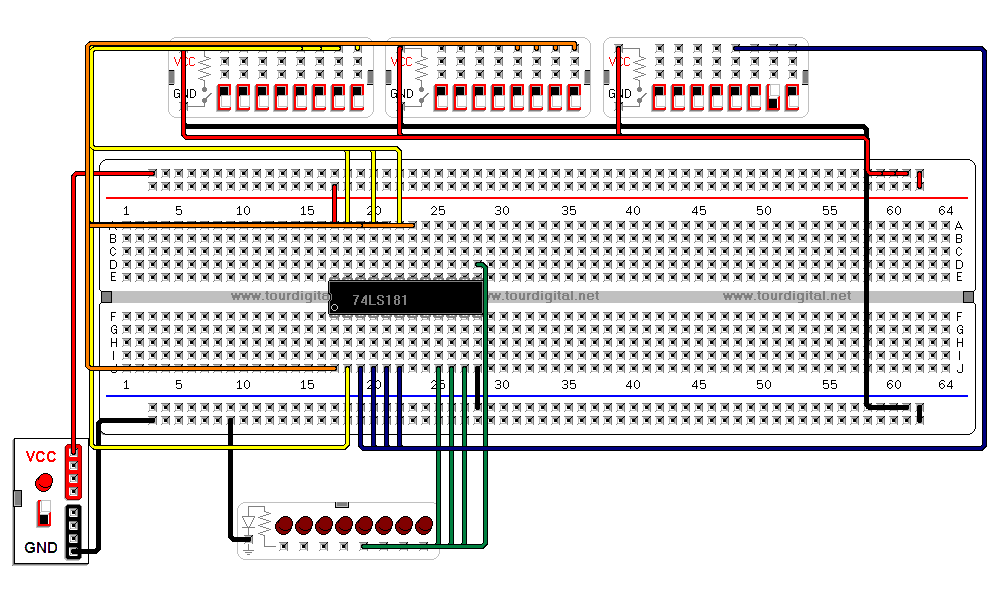 VCC
GND
VCC
GND
VCC
GND
1 5 10 15 20 25 30 35 40 45 50 55 60 64
A A
B B
C C
D D
E E
www.tourdigital 74LS181 www.tourdigital.net www.tourdigital.net
F F
G G
H H
I I
J J
1 5 10 15 20 25 30 35 40 45 50 55 60 64
VCC
GND